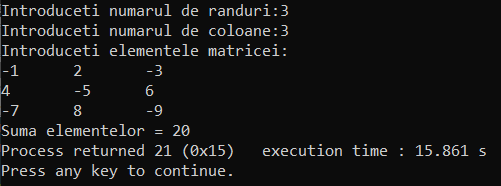 Introduceti numarul de randuri:3
Introduceti numarul de coloane:3
Introduceti elementele matricei:
-1 2 -3
4 -5 6
-7 8 -9
Suma elementelor = 20
Process returned 21 (0x15) execution time : 15.861 s
Press any key to continue.